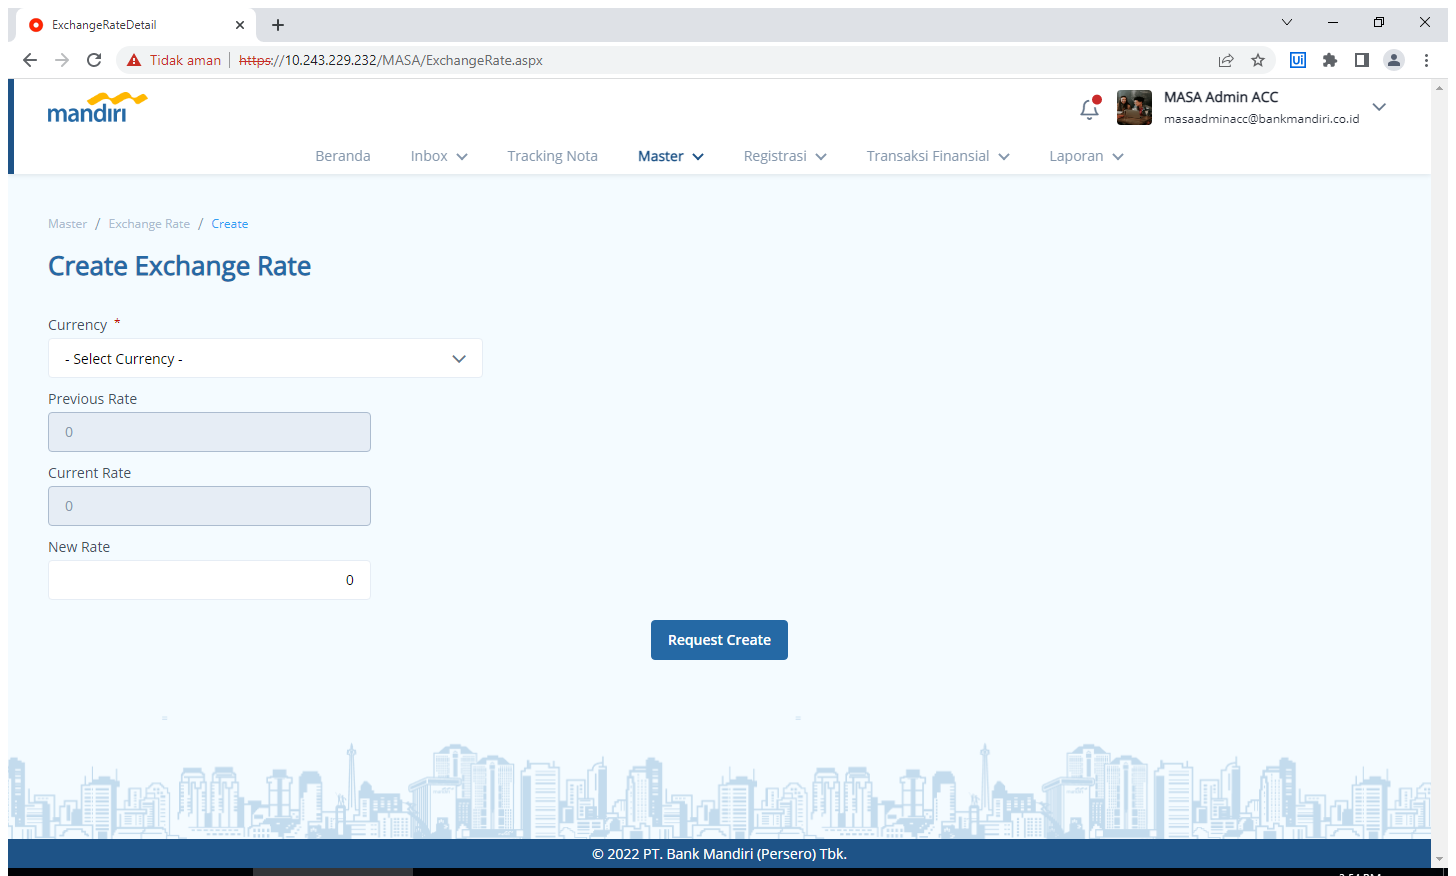 ExchangeRateDetail
Tidak aman https://10.243.229.232/MASA/ExchangeRate.aspx
Ui
mandiri
MASA Admin ACC
masaadminacc@bankmandiri.co.id
Beranda Inbox Tracking Nota Master Registrasi Transaksi Finansial Laporan
Master / Exchange Rate / Create
Create Exchange Rate
Currency *
- Select Currency -
Previous Rate
0
Current Rate
0
New Rate
0
Request Create
© 2022 PT. Bank Mandiri (Persero) Tbk.